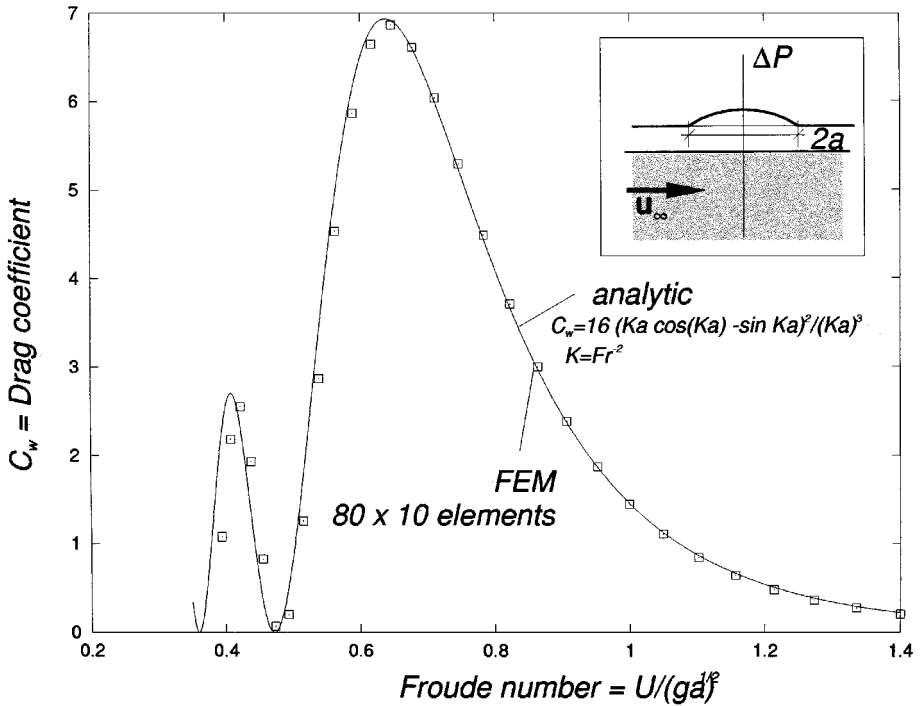 7
6
5
4
3
2
1
0
C_w = Drag coefficient
ΔP
2a
u_∞
analytic
C_w=16 (Ka cos(Ka) -sin Ka)²/(Ka)³
K=Fr⁻²
FEM
80 x 10 elements
0.2
0.4
0.6
0.8
1
1.2
1.4
Froude number = U/(ga)^1/2